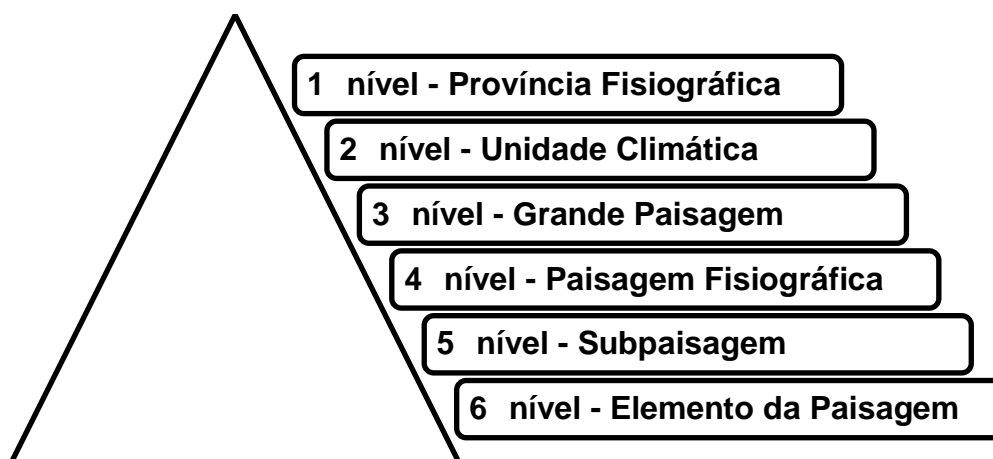 1 nível - Província Fisiográfica
2 nível - Unidade Climática
3 nível - Grande Paisagem
4 nível - Paisagem Fisiográfica
5 nível - Subpaisagem
6 nível - Elemento da Paisagem